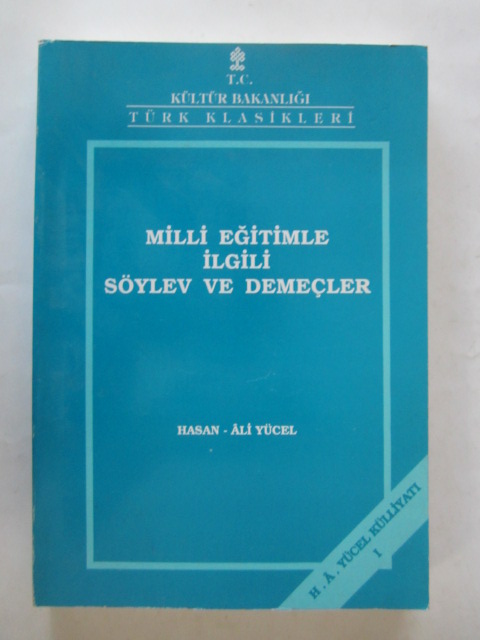 T.C.
KÜLTÜR BAKANLIĞI
TÜRK KLASİKLERİ
MİLLİ EĞİTİMLE
İLGİLİ
SÖYLEV VE DEMEÇLER
HASAN - ÂLİ YÜCEL
H. Â. YÜCEL KÜLLİYATI
I